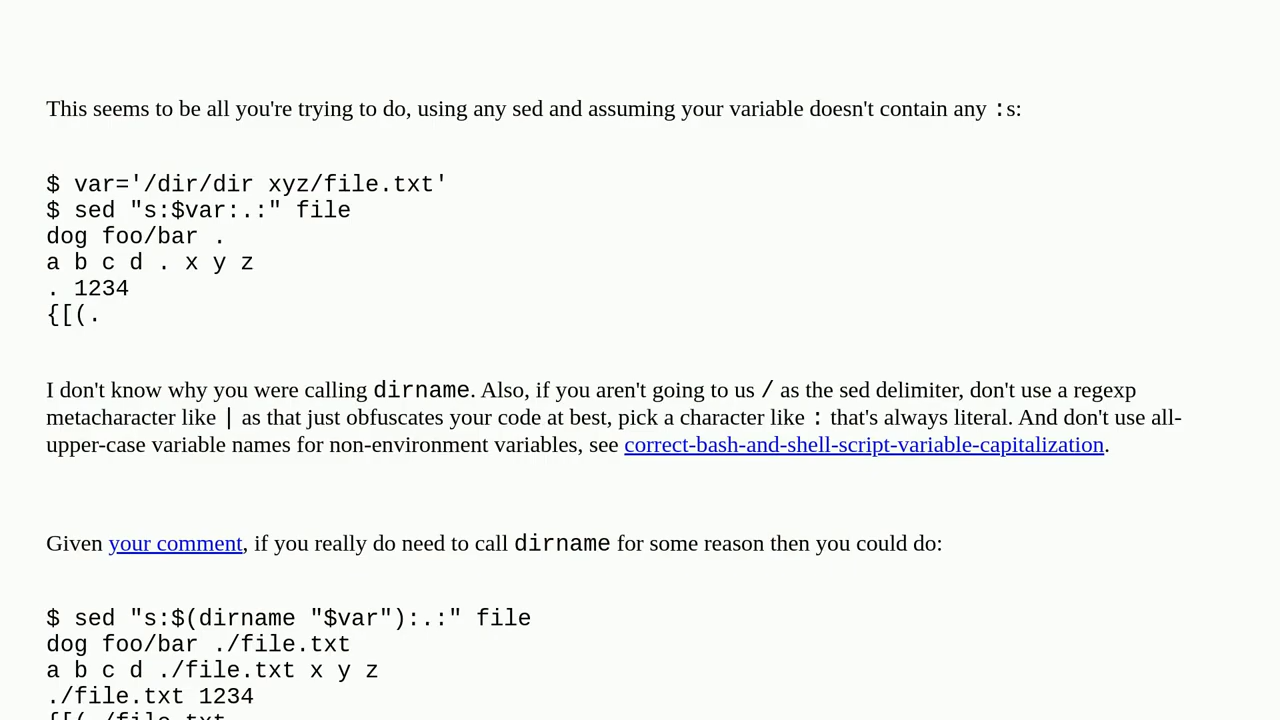 This seems to be all you're trying to do, using any sed and assuming your variable doesn't contain any :s:
$ var='/dir/dir xyz/file.txt'
$ sed "s:$var:.:" file
dog foo/bar .
a b c d . x y z
. 1234
{[(.
I don't know why you were calling dirname. Also, if you aren't going to us / as the sed delimiter, don't use a regexp
metacharacter like | as that just obfuscates your code at best, pick a character like : that's always literal. And don't use all-
upper-case variable names for non-environment variables, see correct-bash-and-shell-script-variable-capitalization.
Given your comment, if you really do need to call dirname for some reason then you could do:
$ sed "s:$(dirname "$var"):.:" file
dog foo/bar ./file.txt
a b c d ./file.txt x y z
./file.txt 1234
{[(./file.txt